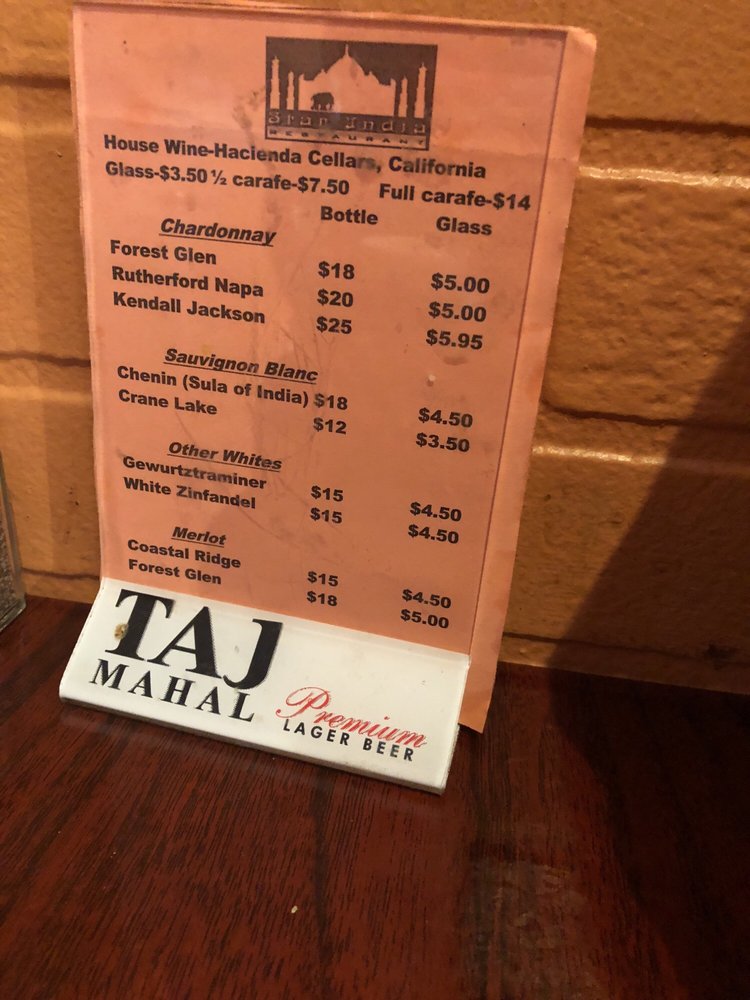 Star India
RESTAURANT
House Wine-Hacienda Cellars, California
Glass-$3.50 ½ carafe-$7.50 Full carafe-$14
Bottle Glass
Chardonnay
Forest Glen $18 $5.00
Rutherford Napa $20 $5.00
Kendall Jackson $25 $5.95
Sauvignon Blanc
Chenin (Sula of India) $18 $4.50
Crane Lake $12 $3.50
Other Whites
Gewurtztraminer $15 $4.50
White Zinfandel $15 $4.50
Merlot
Coastal Ridge $15 $4.50
Forest Glen $18 $5.00
TAJ
MAHAL
Premium
LAGER BEER